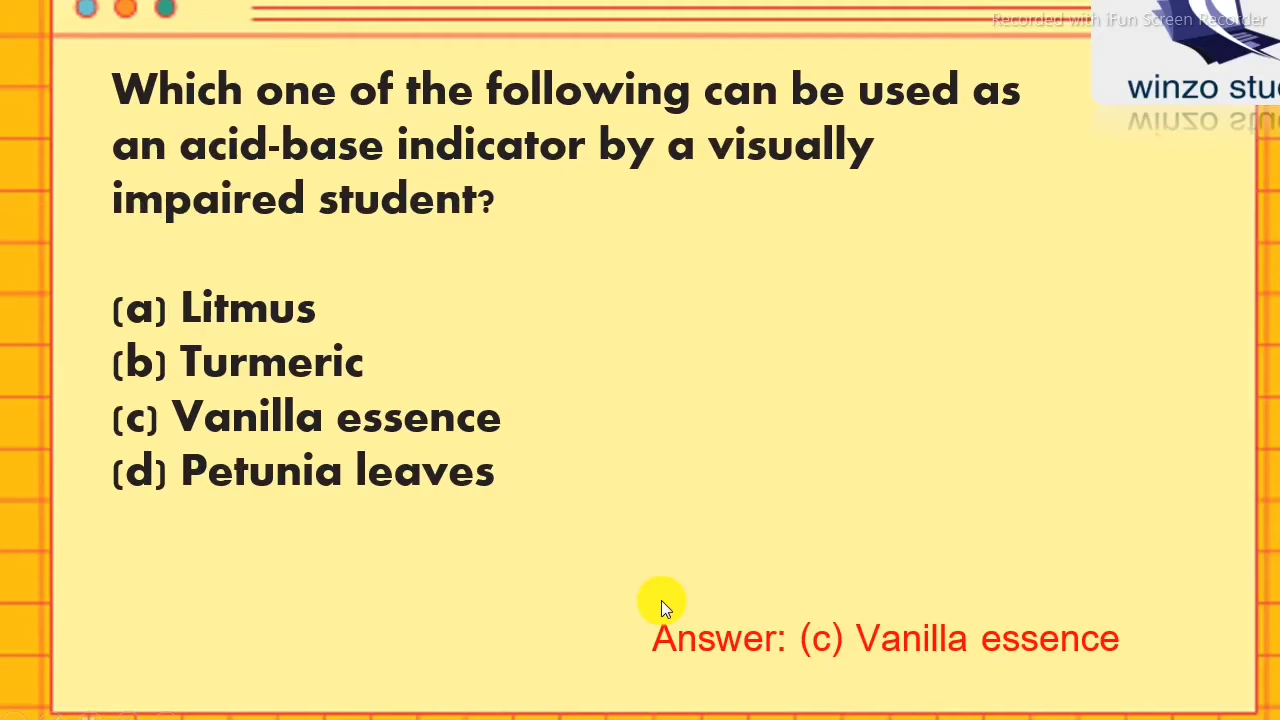 Recorded with iFun Screen Recorder
winzo stu
Which one of the following can be used as
an acid-base indicator by a visually
impaired student?
(a) Litmus
(b) Turmeric
(c) Vanilla essence
(d) Petunia leaves
Answer: (c) Vanilla essence